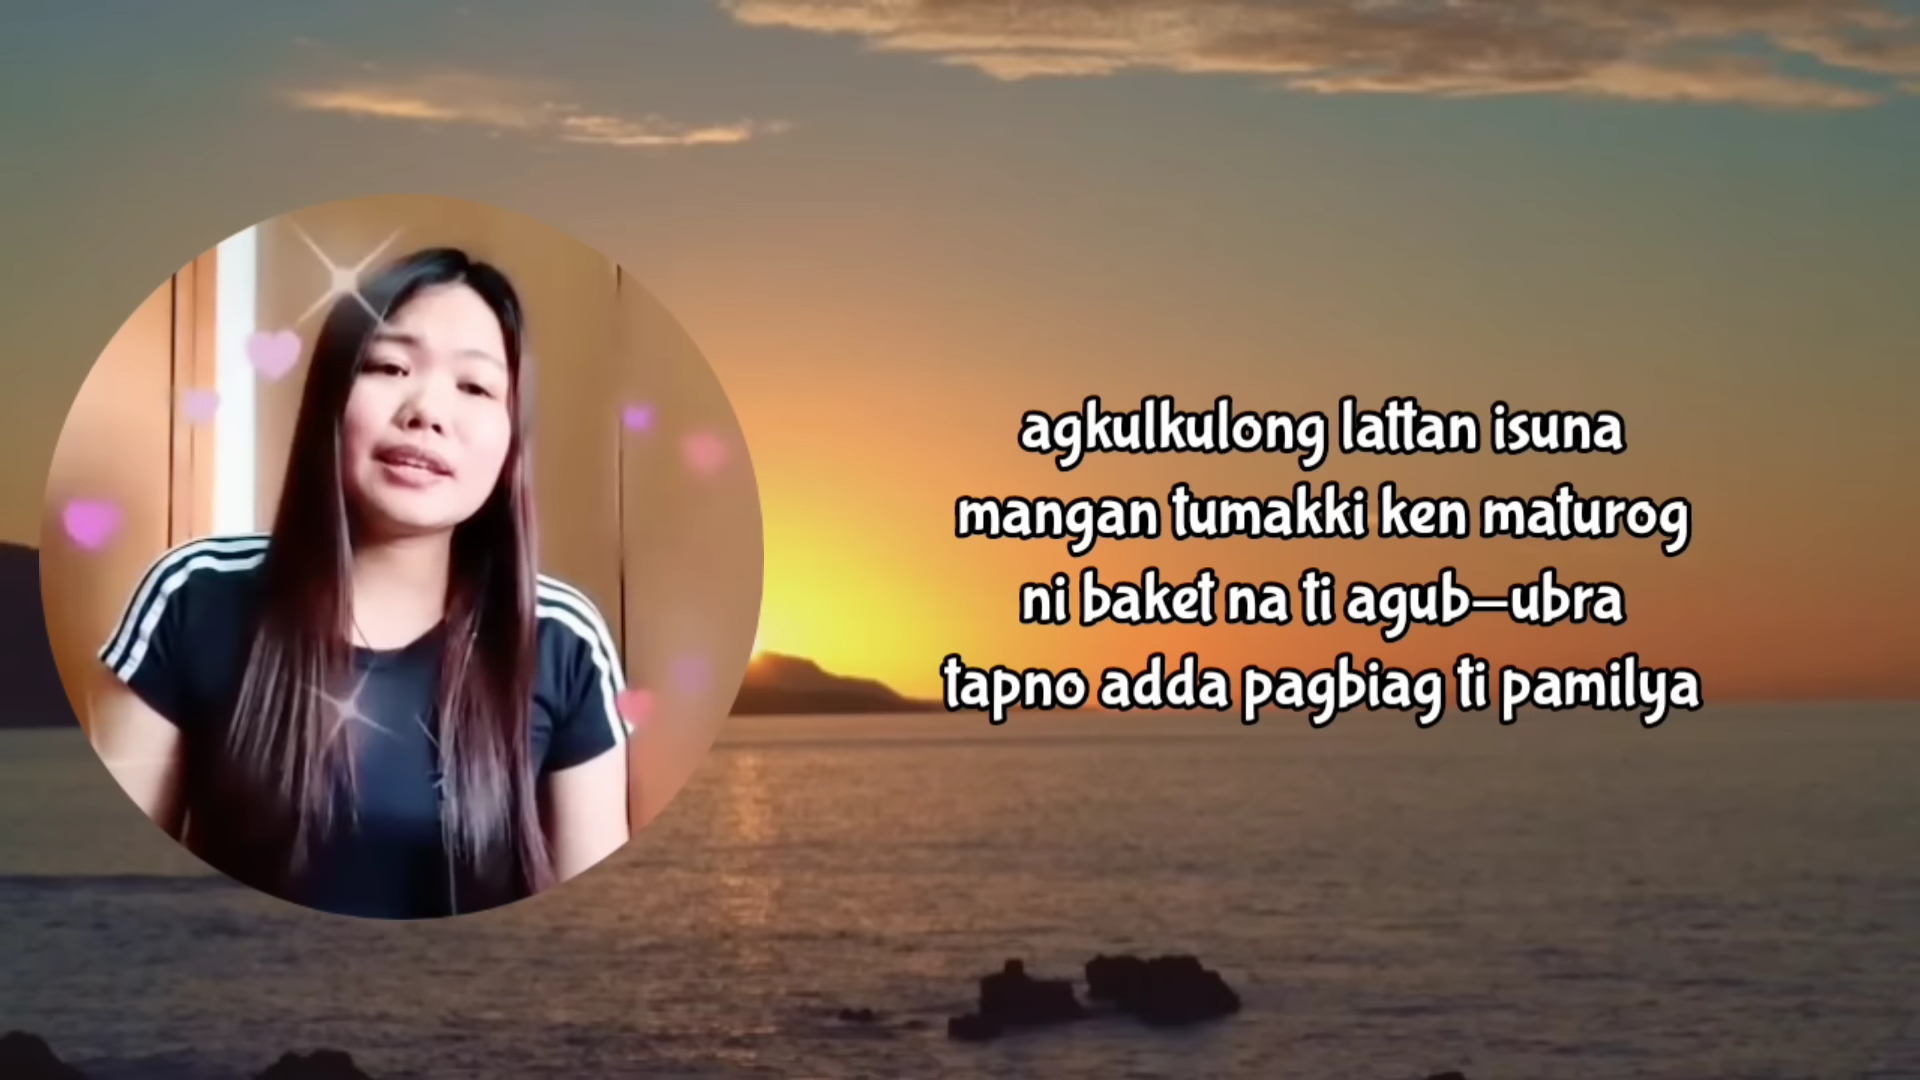 agkulkulong lattan isuna
mangan tumakki ken maturog
ni baket na ti agub-ubra
tapno adda pagbiag ti pamilya